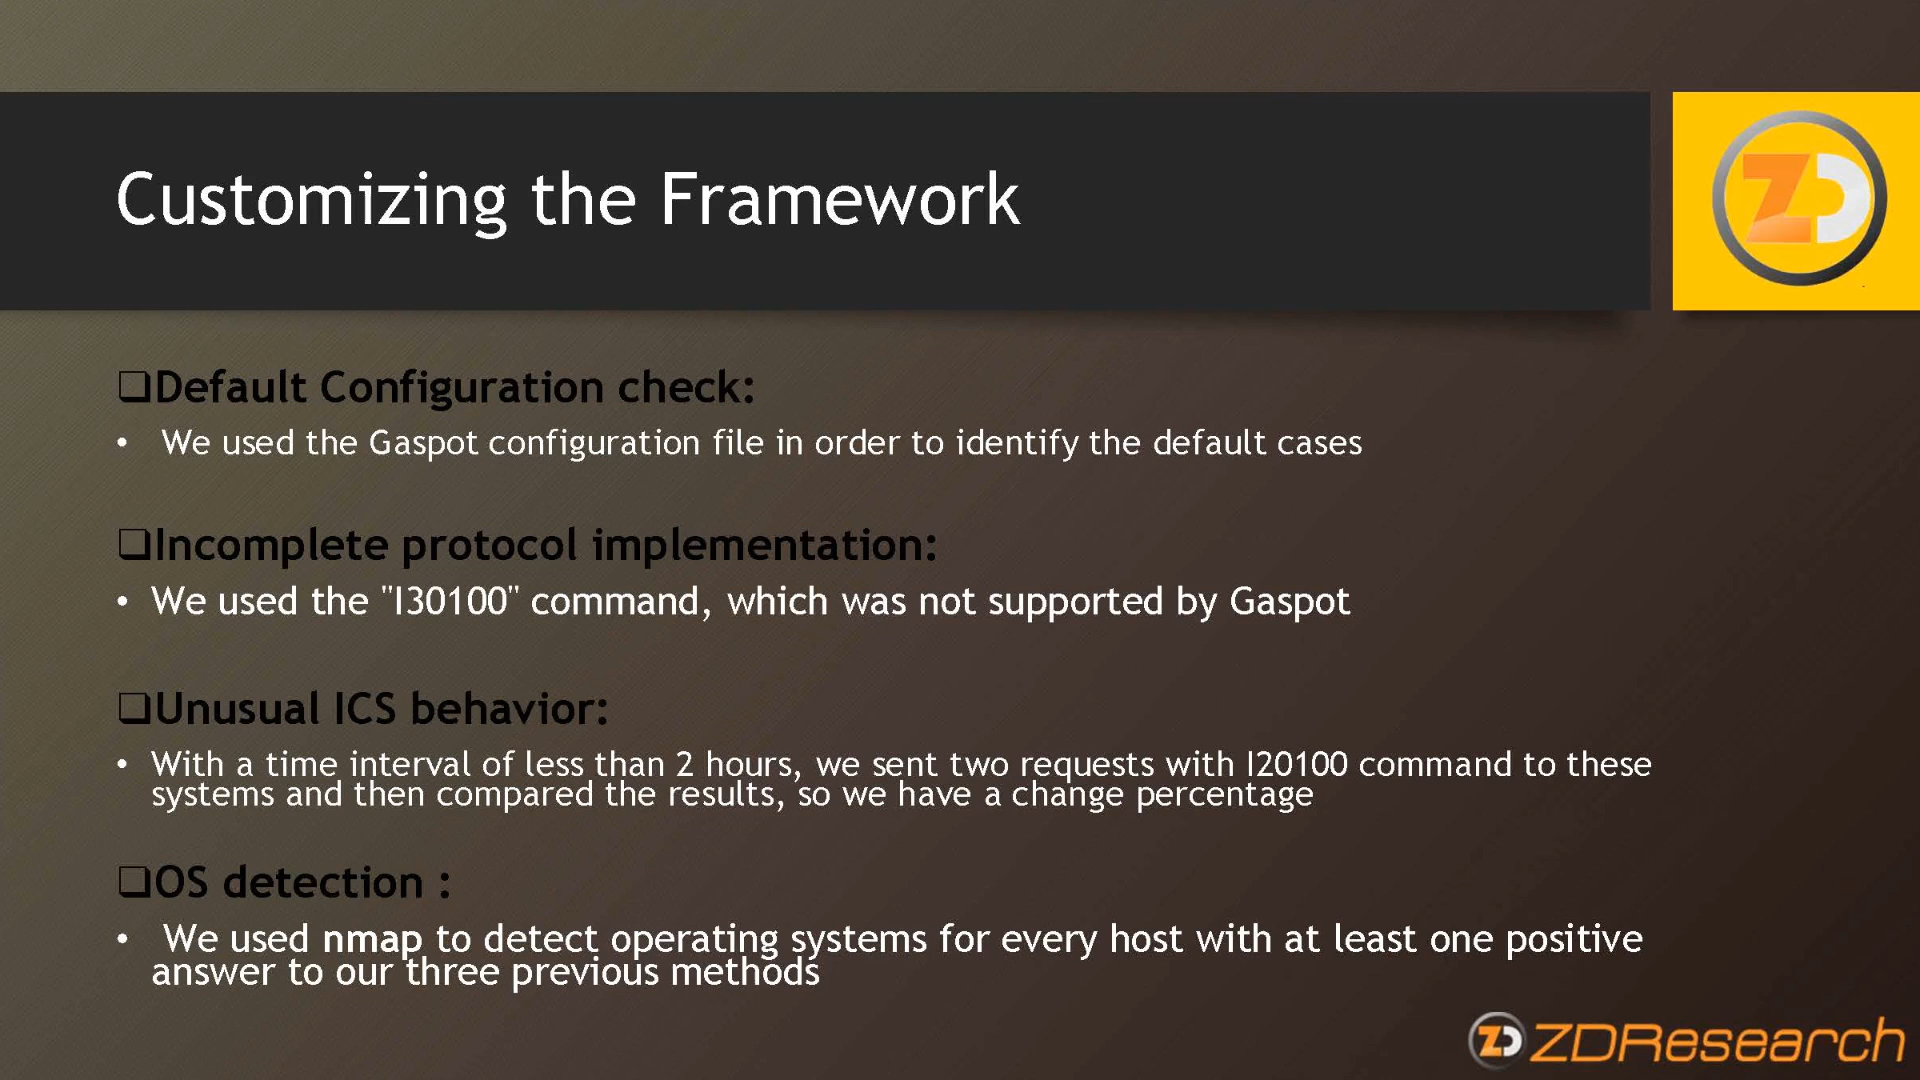 Customizing the Framework
ZD
❑Default Configuration check:
• We used the Gaspot configuration file in order to identify the default cases
❑Incomplete protocol implementation:
• We used the "I30100" command, which was not supported by Gaspot
❑Unusual ICS behavior:
• With a time interval of less than 2 hours, we sent two requests with I20100 command to these
systems and then compared the results, so we have a change percentage
❑OS detection :
• We used nmap to detect operating systems for every host with at least one positive
answer to our three previous methods
ZD ZDResearch